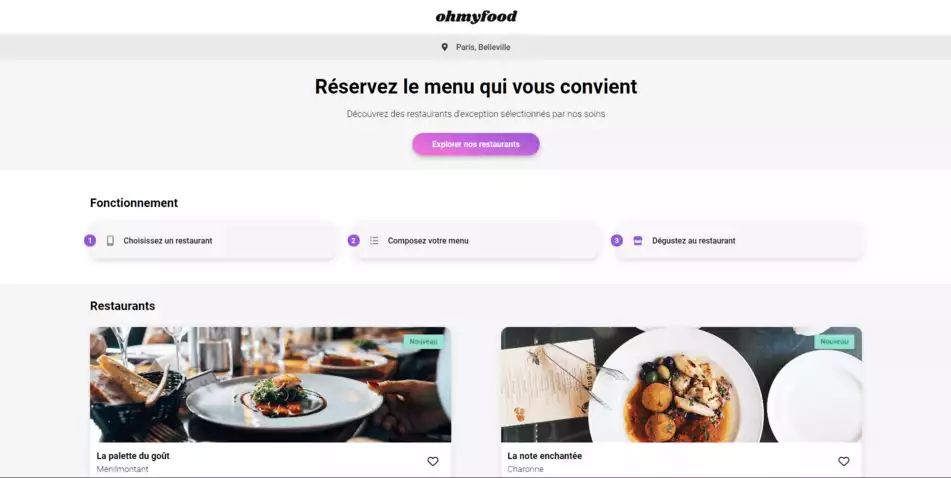 ohmyfood
Paris, Belleville
Réservez le menu qui vous convient
Découvrez des restaurants d'exception sélectionnés par nos soins
Explorer nos restaurants
Fonctionnement
1 Choisissez un restaurant
2 Composez votre menu
3 Dégustez au restaurant
Restaurants
Nouveau
Nouveau
La palette du goût
Ménilmontant
La note enchantée
Charonne